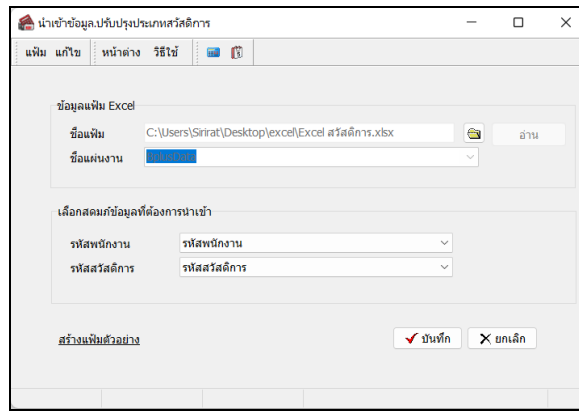 นำเข้าข้อมูล.ปรับปรุงประเภทสวัสดิการ
แฟ้ม แก้ไข หน้าต่าง วิธีใช้
ข้อมูลแฟ้ม Excel
ชื่อแฟ้ม C:\Users\Sirirat\Desktop\excel\Excel สวัสดิการ.xlsx อ่าน
ชื่อแผ่นงาน
เลือกสดมภ์ข้อมูลที่ต้องการนำเข้า
รหัสพนักงาน รหัสพนักงาน
รหัสสวัสดิการ รหัสสวัสดิการ
สร้างแฟ้มตัวอย่าง บันทึก ยกเลิก